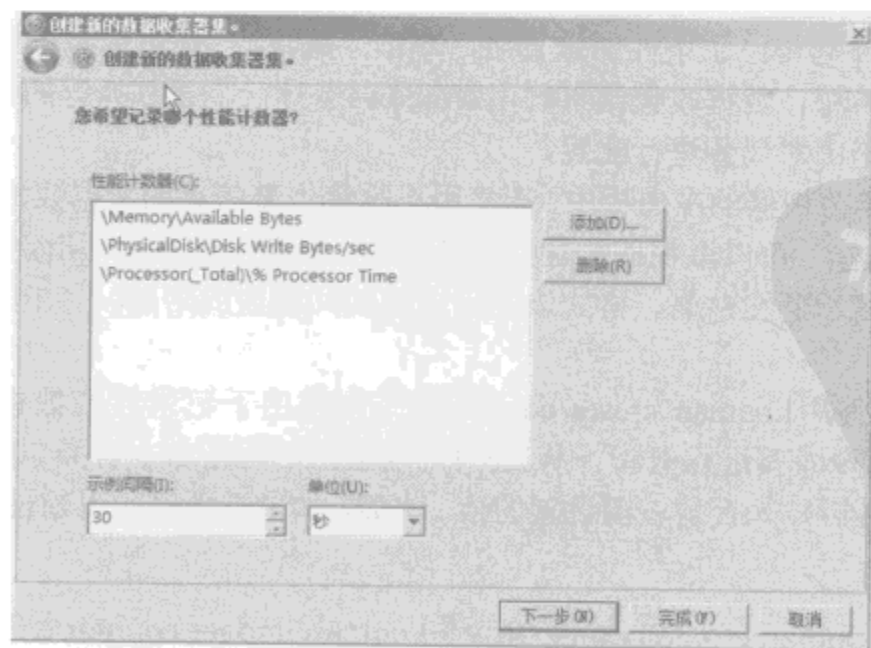 创建新的数据收集器集。
创建新的数据收集器集。
您希望记录哪个性能计数器?
性能计数器(C):
\Memory\Available Bytes
\PhysicalDisk\Disk Write Bytes/sec
\Processor(_Total)\% Processor Time
添加(D)...
删除(R)
示例间隔(I):
单位(U):
30
秒
下一步(N)
完成(F)
取消